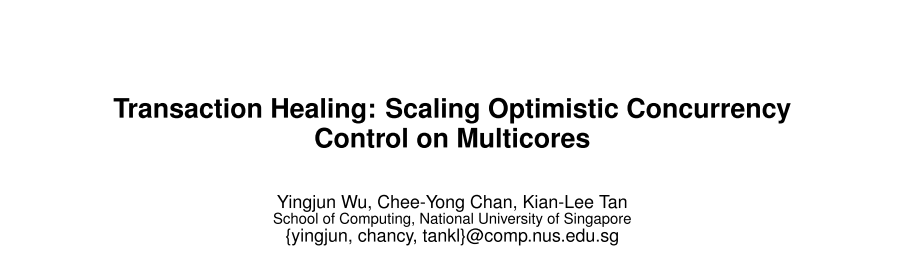 Transaction Healing: Scaling Optimistic Concurrency
Control on Multicores
Yingjun Wu, Chee-Yong Chan, Kian-Lee Tan
School of Computing, National University of Singapore
{yingjun, chancy, tankl}@comp.nus.edu.sg